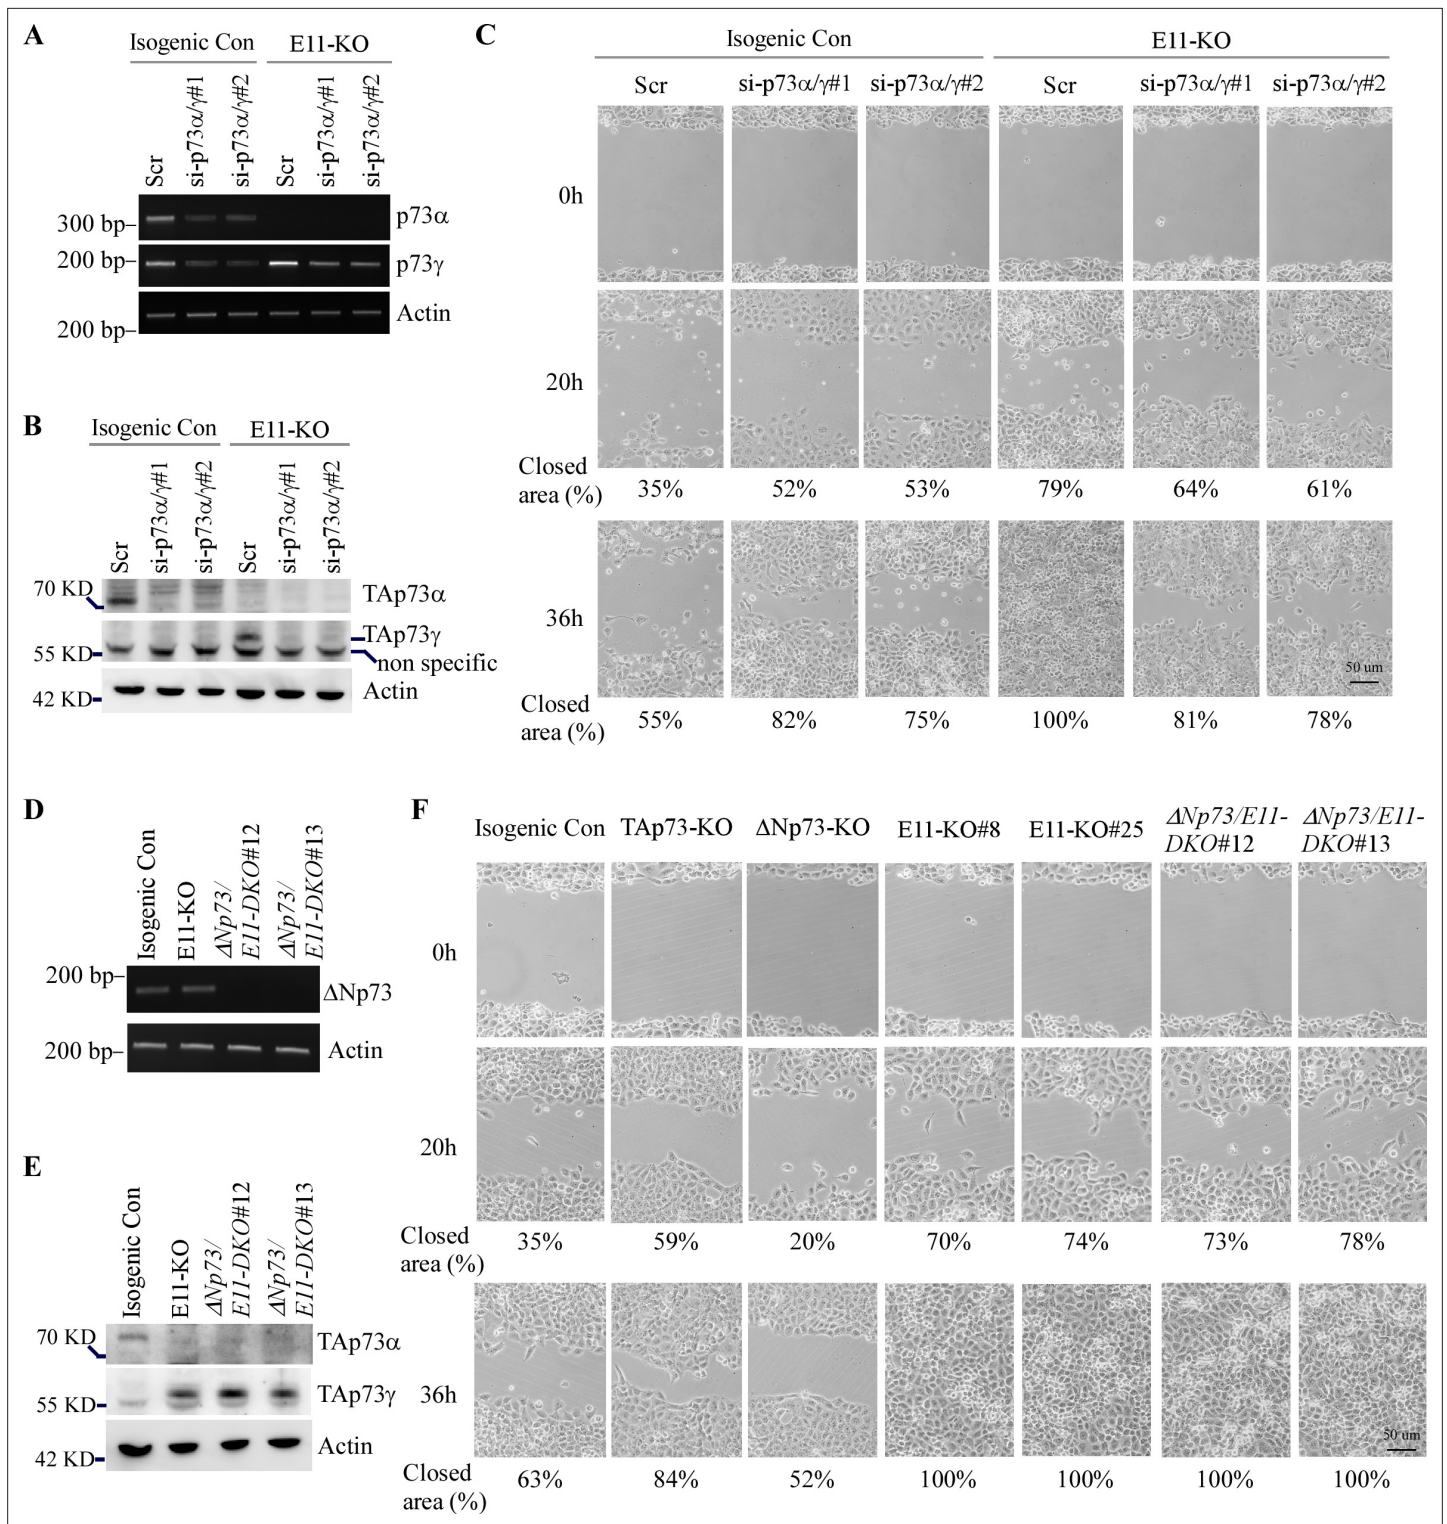 A
Isogenic Con E11-KO
Scr
si-p73α/γ#1
si-p73α/γ#2
Scr
si-p73α/γ#1
si-p73α/γ#2
300 bp
p73α
200 bp
p73γ
200 bp
Actin
B
Isogenic Con E11-KO
Scr
si-p73α/γ#1
si-p73α/γ#2
Scr
si-p73α/γ#1
si-p73α/γ#2
70 KD
TAp73α
TAp73γ
55 KD
non specific
Actin
42 KD
C
Isogenic Con E11-KO
Scr si-p73α/γ#1 si-p73α/γ#2 Scr si-p73α/γ#1 si-p73α/γ#2
0h
20h
Closed
area (%) 35% 52% 53% 79% 64% 61%
36h
50 um
Closed
area (%) 55% 82% 75% 100% 81% 78%
D
Isogenic Con
E11-KO
ΔNp73/
E11-DKO#12
ΔNp73/
E11-DKO#13
200 bp
ΔNp73
200 bp
Actin
E
Isogenic Con
E11-KO
ΔNp73/
E11-DKO#12
ΔNp73/
E11-DKO#13
70 KD
TAp73α
TAp73γ
55 KD
Actin
42 KD
F
Isogenic Con TAp73-KO ΔNp73-KO E11-KO#8 E11-KO#25 ΔNp73/E11- ΔNp73/E11-
DKO#12 DKO#13
0h
20h
Closed
area (%) 35% 59% 20% 70% 74% 73% 78%
36h
50 um
Closed
area (%) 63% 84% 52% 100% 100% 100% 100%